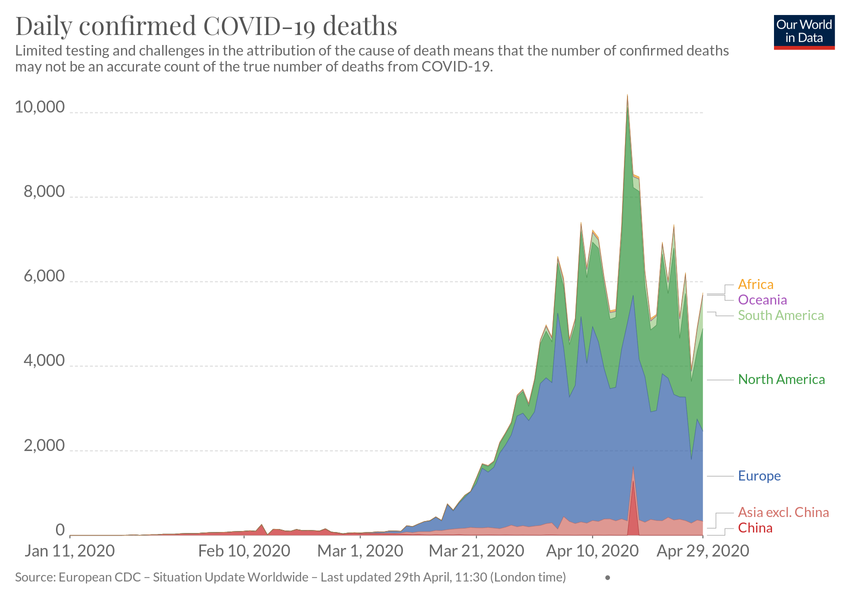 Daily confirmed COVID-19 deaths
Our World
in Data
Limited testing and challenges in the attribution of the cause of death means that the number of confirmed deaths
may not be an accurate count of the true number of deaths from COVID-19.
10,000
8,000
6,000
4,000
2,000
0
Africa
Oceania
South America
North America
Europe
Asia excl. China
China
Jan 11, 2020
Feb 10, 2020
Mar 1, 2020
Mar 21, 2020
Apr 10, 2020
Apr 29, 2020
Source: European CDC – Situation Update Worldwide – Last updated 29th April, 11:30 (London time)